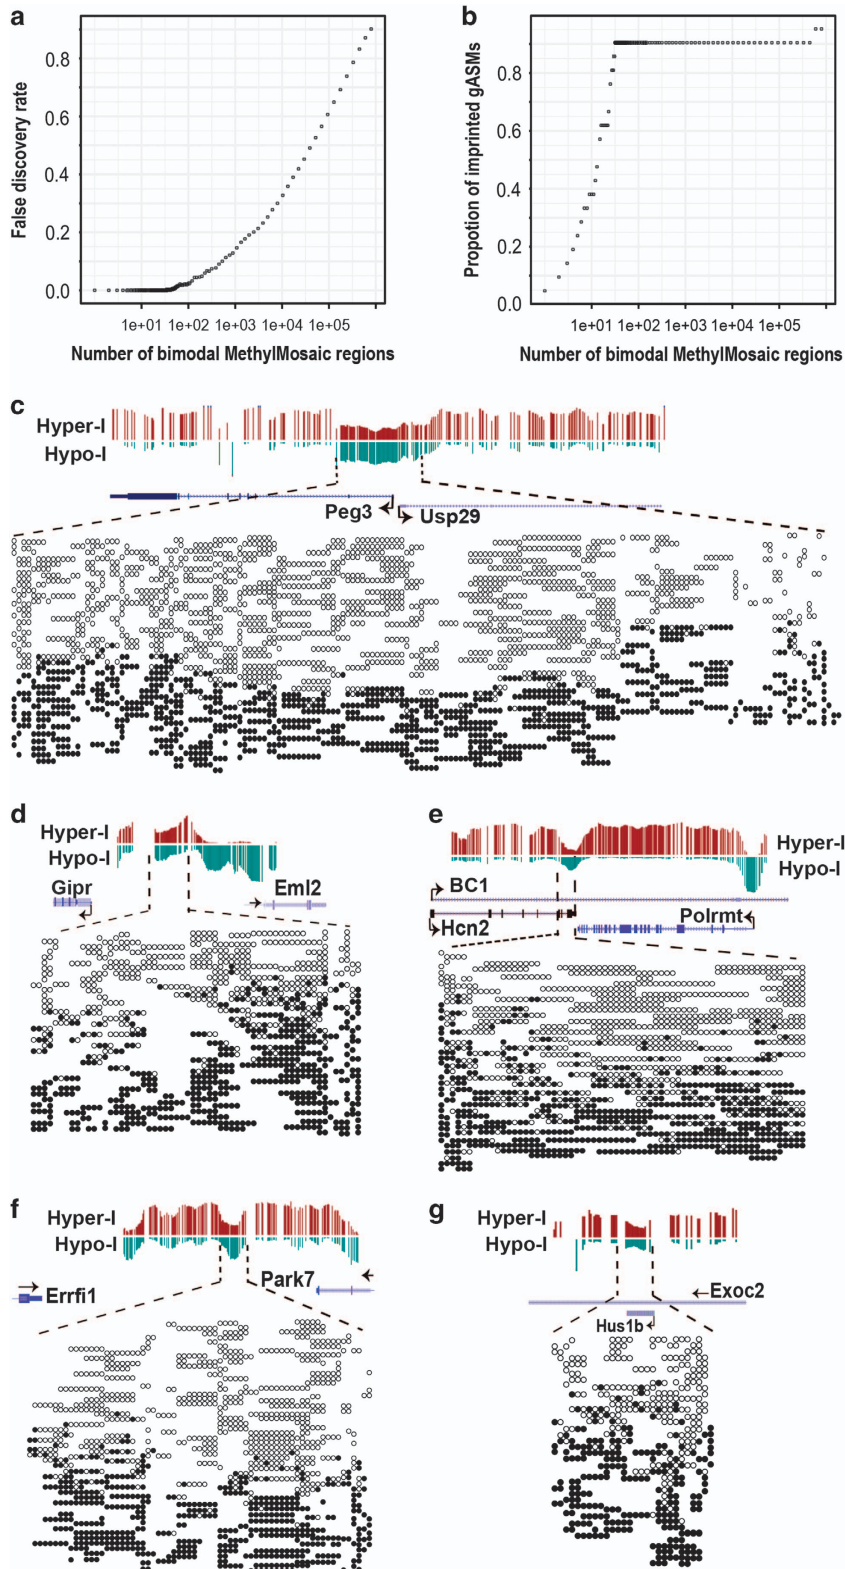 a
False discovery rate
0.8
0.6
0.4
0.2
0.0
1e+01 1e+02 1e+03 1e+04 1e+05
Number of bimodal MethylMosaic regions
b
Propotion of imprinted gASMs
0.8
0.6
0.4
0.2
0.0
1e+01 1e+02 1e+03 1e+04 1e+05
Number of bimodal MethylMosaic regions
c
Hyper-I
Hypo-I
Peg3
Usp29
d
Hyper-I
Hypo-I
Gipr
Eml2
e
Hyper-I
Hypo-I
BC1
Hcn2
Polrmt
f
Hyper-I
Hypo-I
Errfi1
Park7
g
Hyper-I
Hypo-I
Exoc2
Hus1b